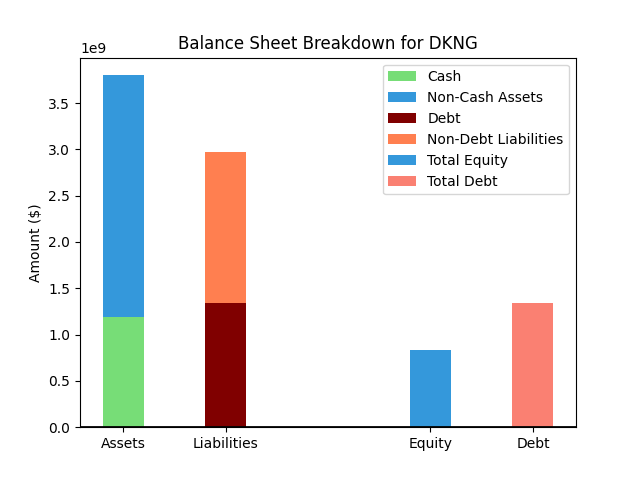 Balance Sheet Breakdown for DKNG
1e9
Cash
Non-Cash Assets
Debt
Non-Debt Liabilities
Total Equity
Total Debt
Amount ($)
3.5
3.0
2.5
2.0
1.5
1.0
0.5
0.0
Assets Liabilities Equity Debt